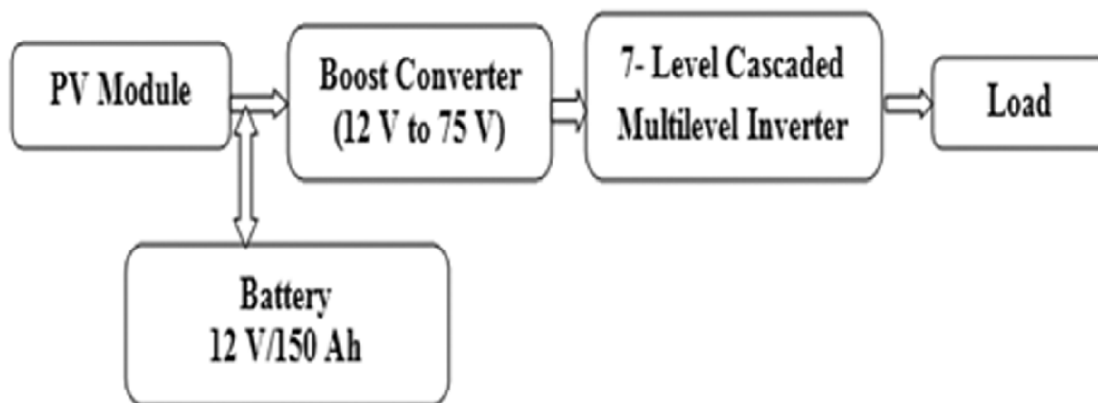 PV Module
Boost Converter
(12 V to 75 V)
7- Level Cascaded
Multilevel Inverter
Load
Battery
12 V/150 Ah